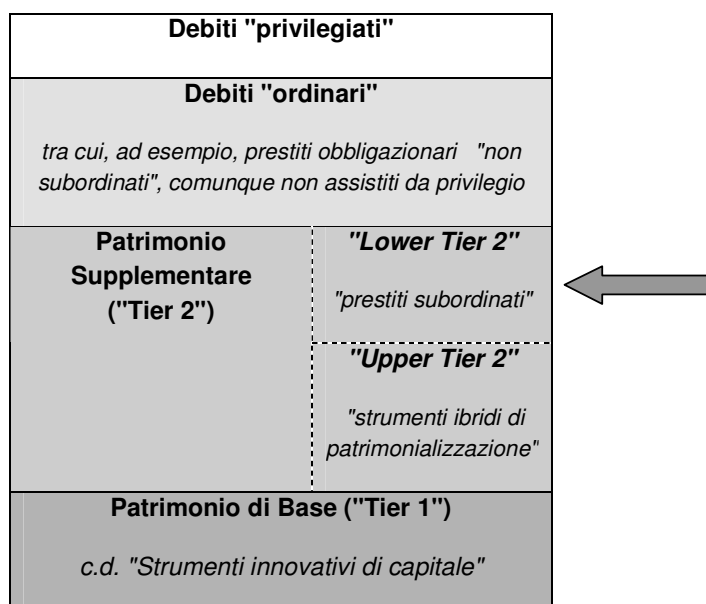 Debiti "privilegiati"
Debiti "ordinari"
tra cui, ad esempio, prestiti obbligazionari "non
subordinati", comunque non assistiti da privilegio
Patrimonio
Supplementare
("Tier 2")
"Lower Tier 2"
"prestiti subordinati"
"Upper Tier 2"
"strumenti ibridi di
patrimonializzazione"
Patrimonio di Base ("Tier 1")
c.d. "Strumenti innovativi di capitale"